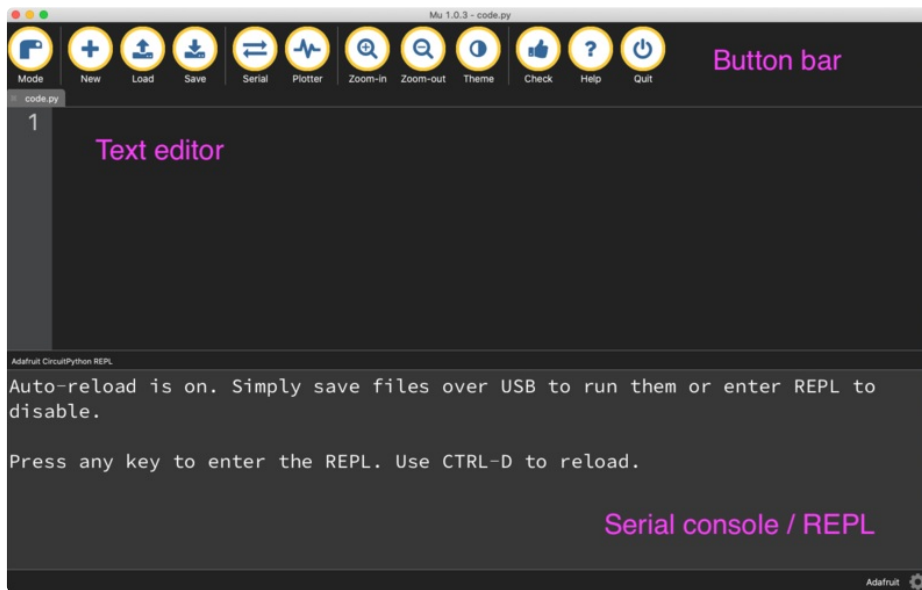 Mu 1.0.3 - code.py
Mode New Load Save Serial Plotter Zoom-in Zoom-out Theme Check Help Quit
Button bar
code.py
1
Text editor
Adafruit CircuitPython REPL
Auto-reload is on. Simply save files over USB to run them or enter REPL to
disable.
Press any key to enter the REPL. Use CTRL-D to reload.
Serial console / REPL
Adafruit